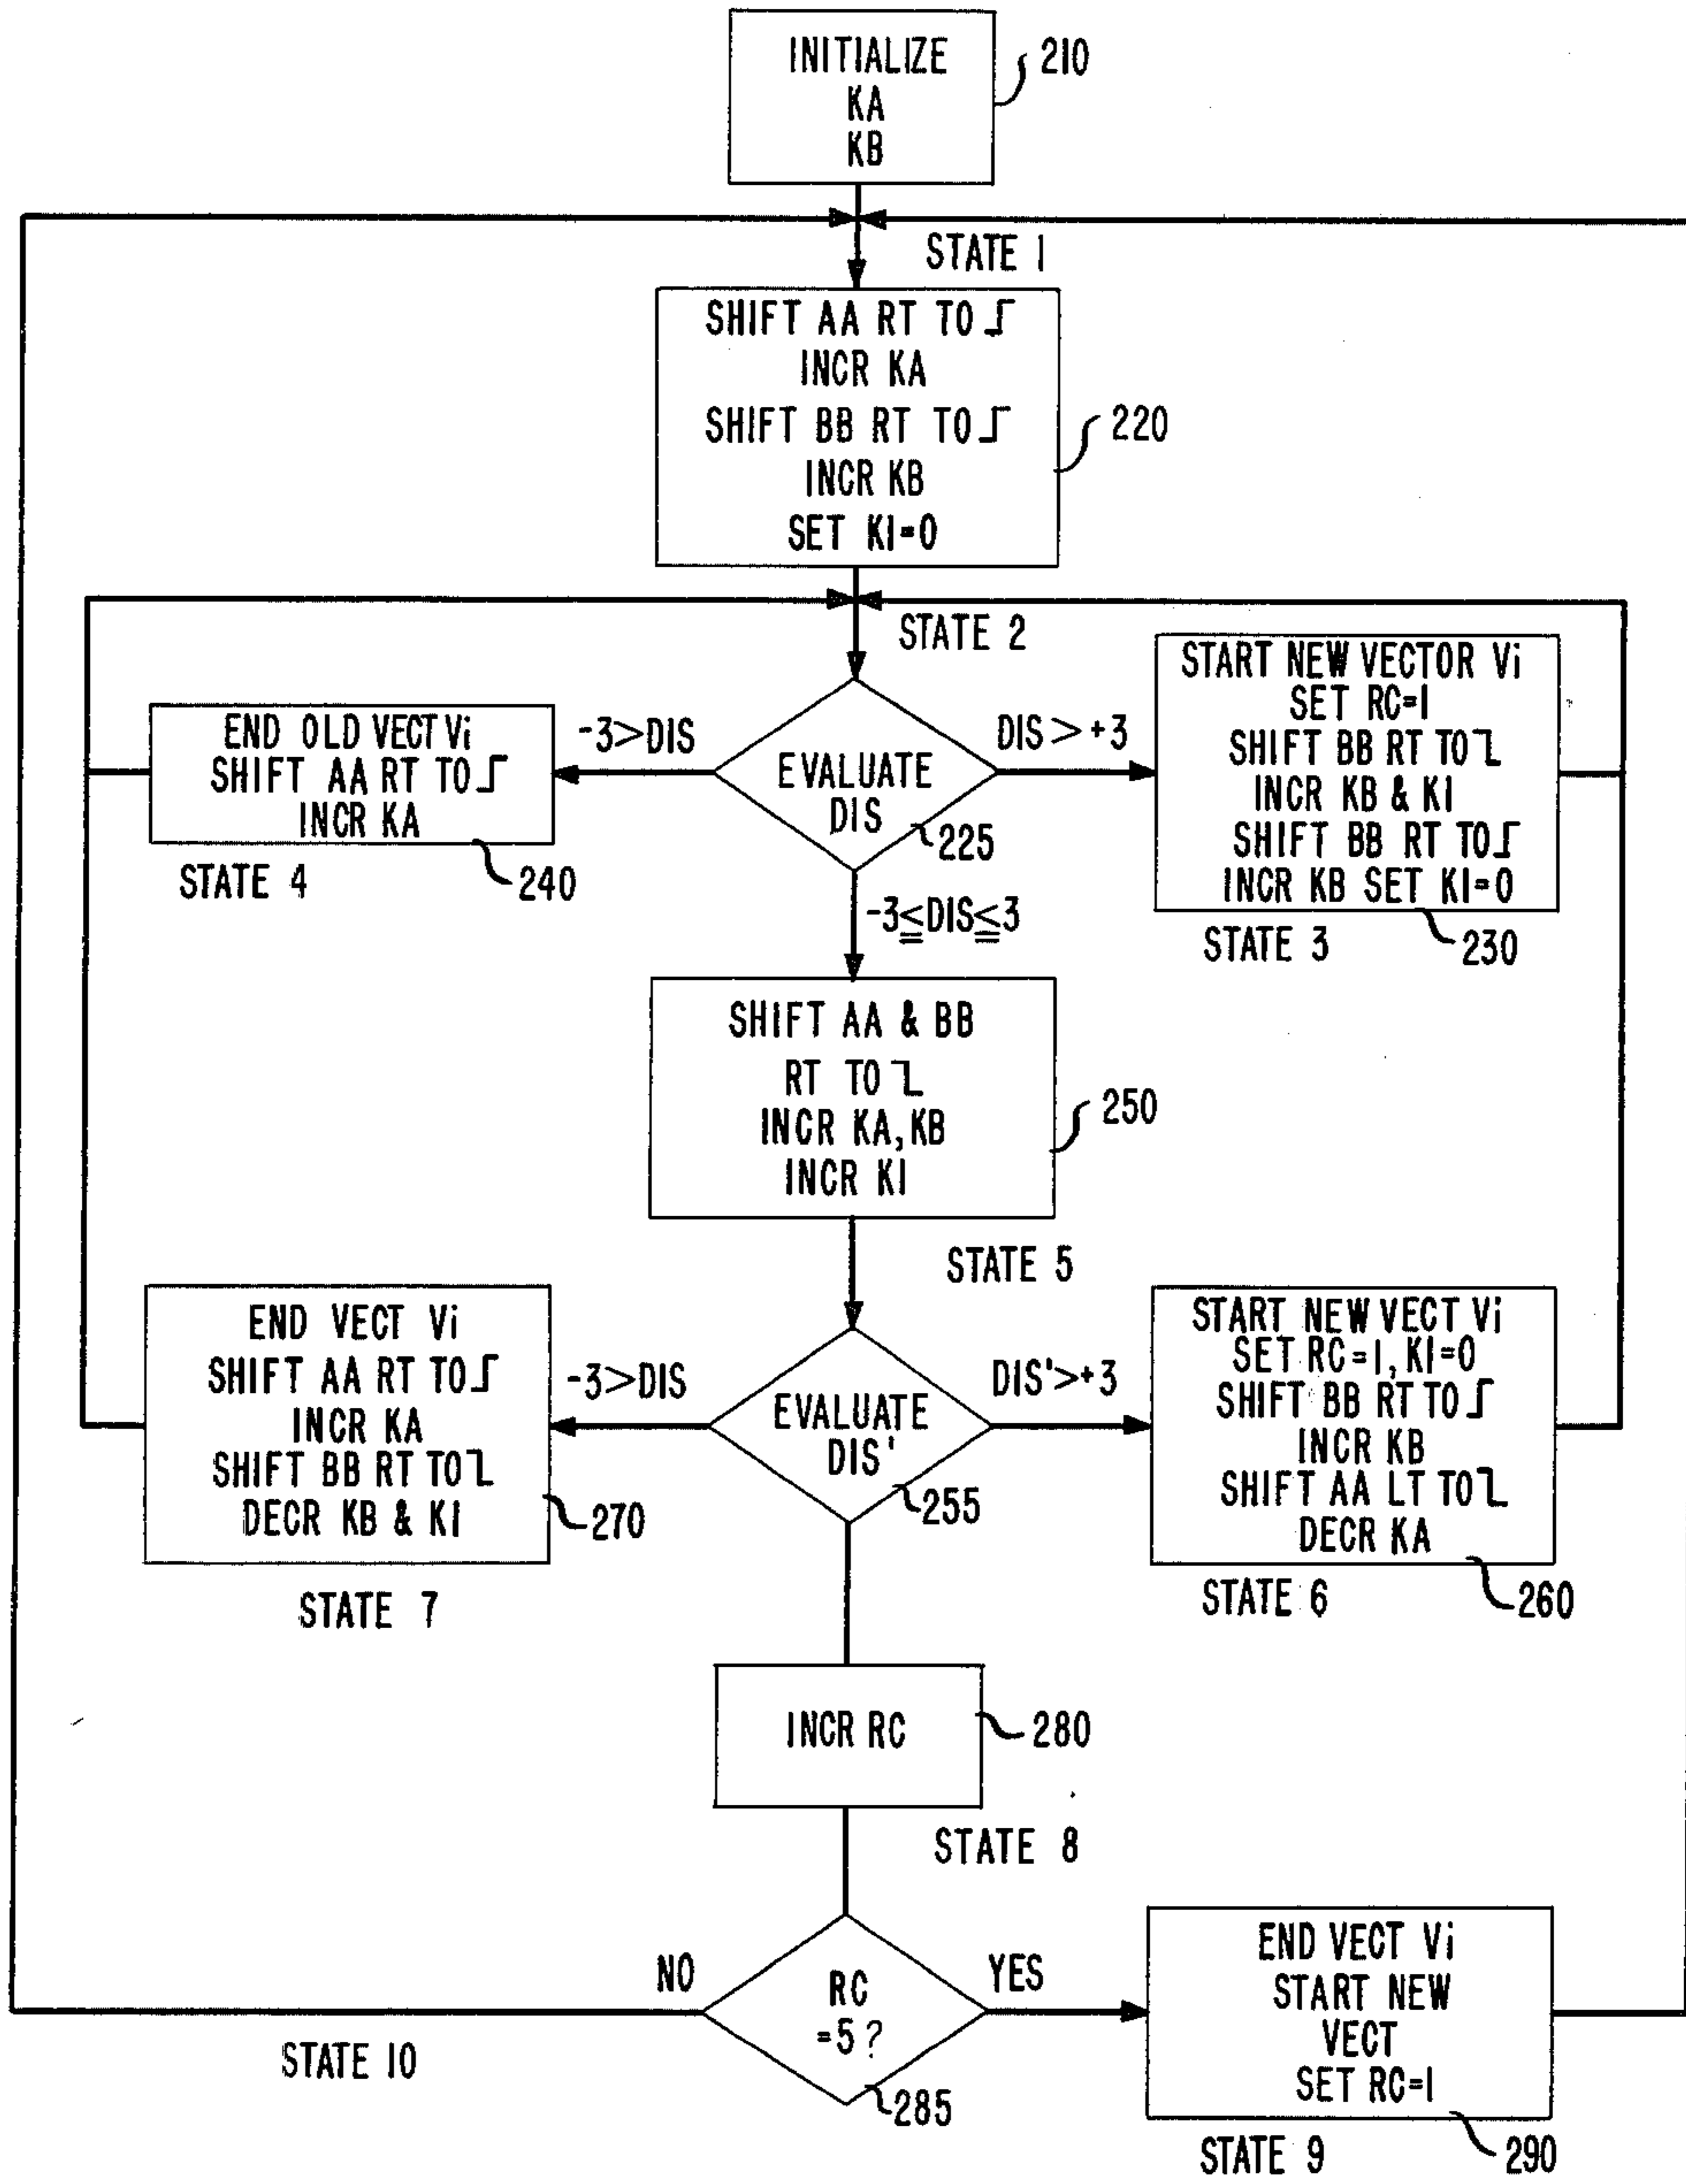 INITIALIZE
KA
KB
210
STATE 1
SHIFT AA RT TO
INCR KA
SHIFT BB RT TO
INCR KB
SET KI=0
220
STATE 2
END OLD VECT Vi
SHIFT AA RT TO
INCR KA
STATE 4
240
-3>DIS
EVALUATE
DIS
225
DIS>+3
START NEW VECTOR Vi
SET RC=1
SHIFT BB RT TO
INCR KB & KI
SHIFT BB RT TO
INCR KB SET KI=0
STATE 3
230
-3≦DIS≦3
SHIFT AA & BB
RT TO
INCR KA, KB
INCR KI
250
STATE 5
END VECT Vi
SHIFT AA RT TO
INCR KA
SHIFT BB RT TO
DECR KB & KI
270
STATE 7
-3>DIS
EVALUATE
DIS'
255
DIS'>+3
START NEW VECT Vi
SET RC=1, KI=0
SHIFT BB RT TO
INCR KB
SHIFT AA LT TO
DECR KA
STATE 6
260
INCR RC
280
STATE 8
NO
RC
=5?
285
YES
STATE 10
END VECT Vi
START NEW
VECT
SET RC=1
STATE 9
290